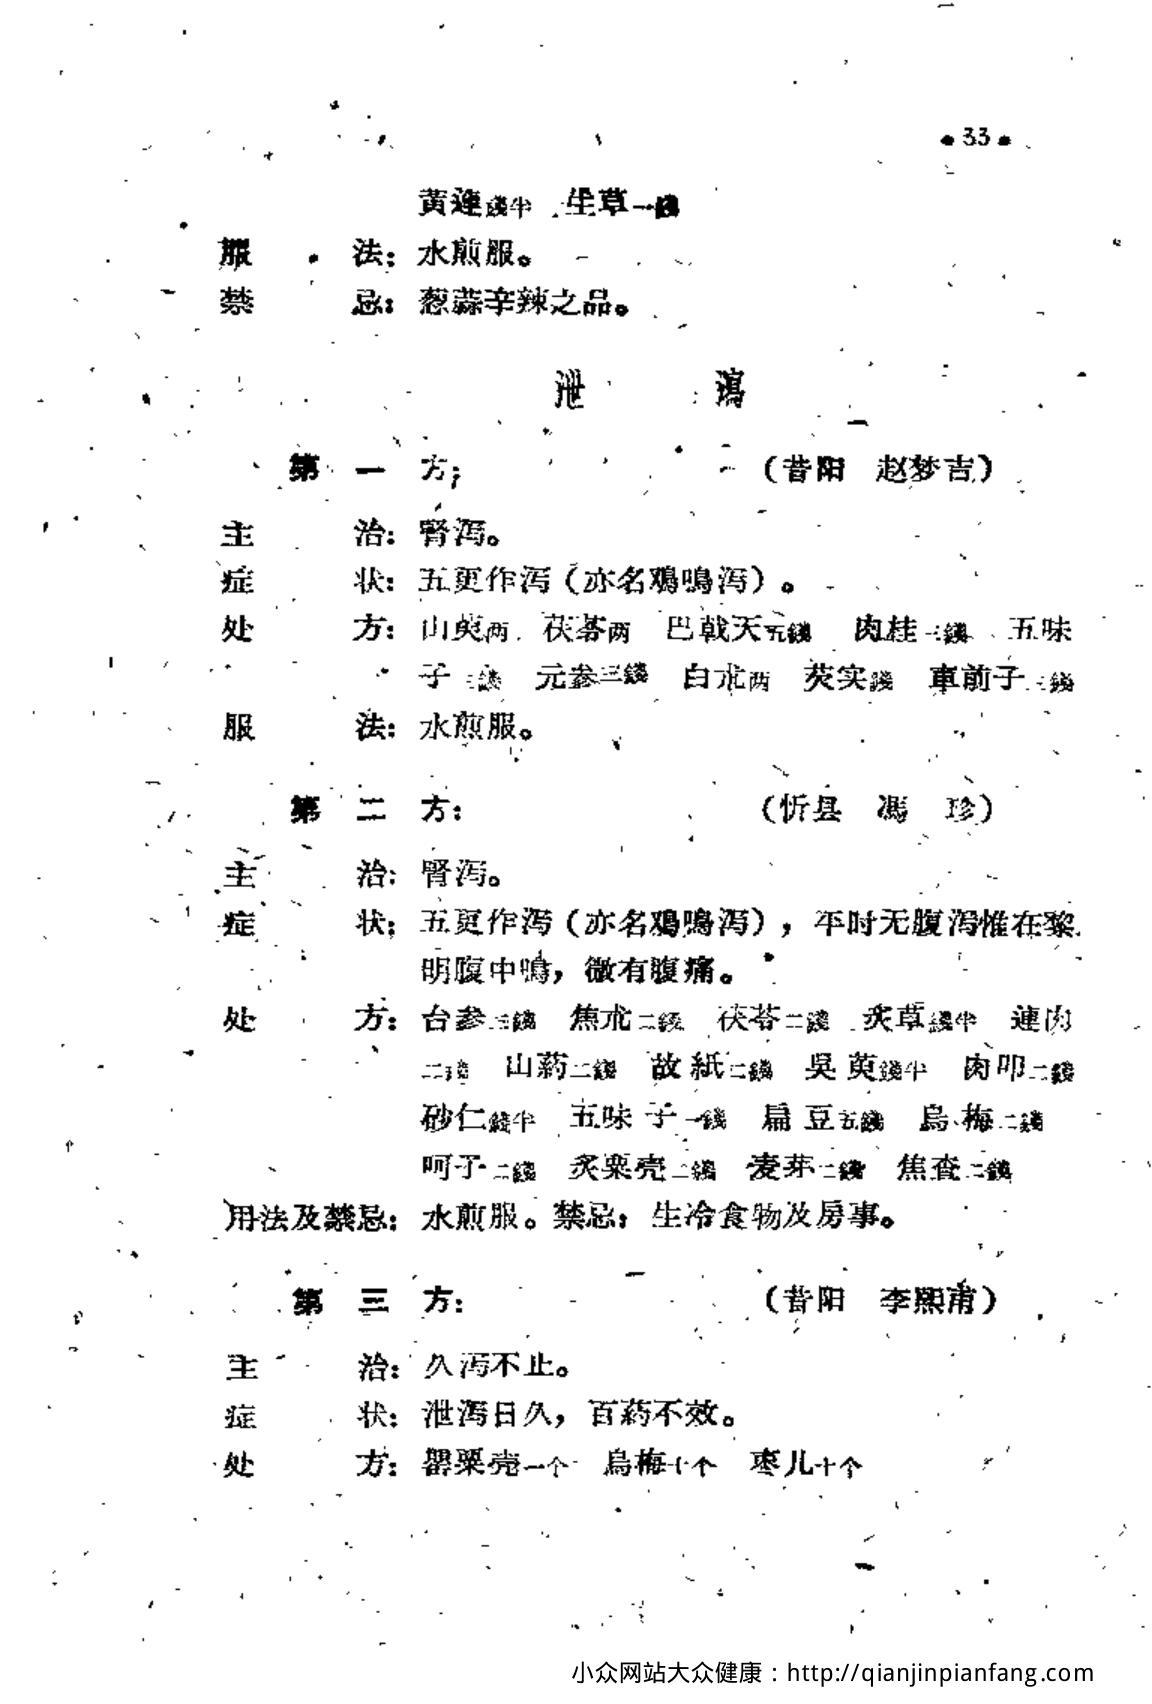 • 33 •
黄連錢半 生草一錢
服 法：水煎服。
禁 忌：葱蒜辛辣之品。
泄 瀉
第 一 方： （昔阳 赵梦吉）
主 治：腎泻。
症 状：五更作泻（亦名鷄鳴泻）。
处 方：山萸两 茯苓两 巴戟天五錢 肉桂三錢 五味
子三錢 元参三錢 白朮两 芡实錢 車前子三錢
服 法：水煎服。
第 二 方： （忻县 馮 珍）
主 治：腎泻。
症 状：五更作泻（亦名鷄鳴泻），平时无腹泻惟在黎
明腹中鳴，微有腹痛。
处 方：台参三錢 焦朮二錢 茯苓二錢 炙草錢半 連肉
二錢 山药二錢 故紙二錢 吳萸錢半 肉叩二錢
砂仁錢半 五味子一錢 扁豆五錢 烏梅二錢
呵子二錢 炙粟壳二錢 麦芽二錢 焦查二錢
用法及禁忌：水煎服。禁忌：生冷食物及房事。
第 三 方： （昔阳 李熙甫）
主 治：久泻不止。
症 状：泄泻日久，百药不效。
处 方：罂粟壳一个 烏梅十个 枣儿十个
小众网站大众健康：http://qianjinpianfang.com